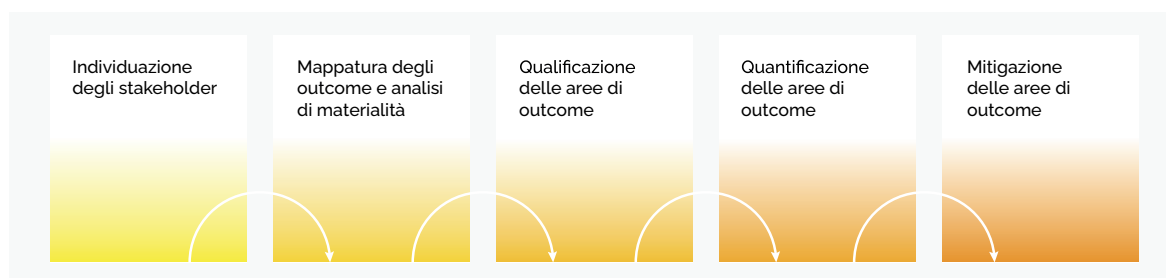 Individuazione
degli stakeholder
Mappatura degli
outcome e analisi
di materialità
Qualificazione
delle aree di
outcome
Quantificazione
delle aree di
outcome
Mitigazione
delle aree di
outcome